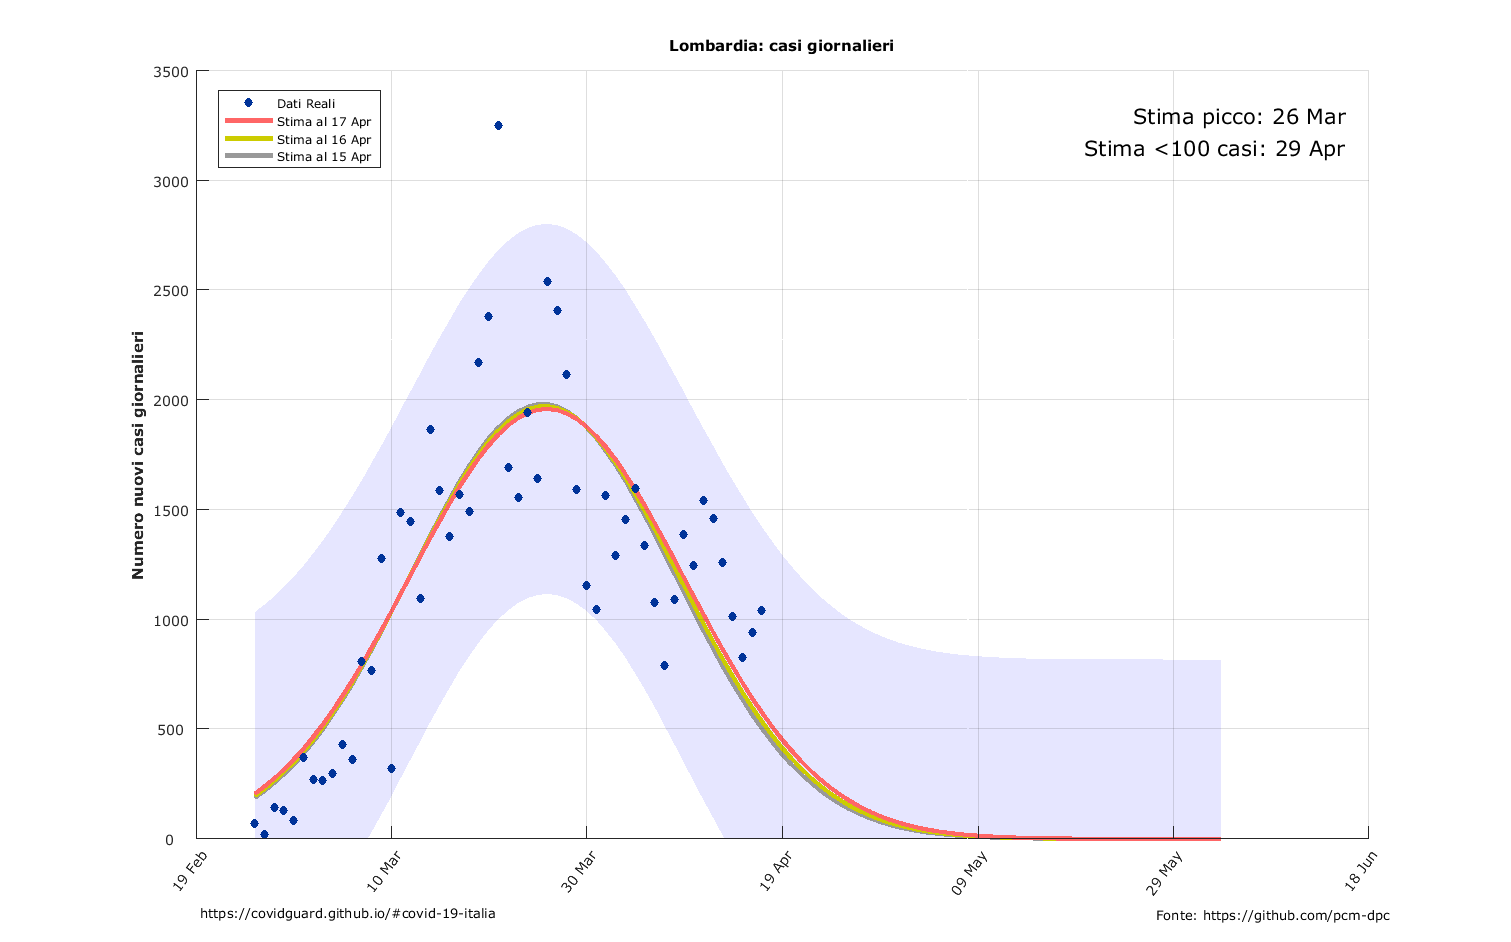 Lombardia: casi giornalieri
Dati Reali
Stima al 17 Apr
Stima al 16 Apr
Stima al 15 Apr
Stima picco: 26 Mar
Stima <100 casi: 29 Apr
Numero nuovi casi giornalieri
3500
3000
2500
2000
1500
1000
500
0
19 Feb
10 Mar
30 Mar
19 Apr
09 May
29 May
18 Jun
https://covidguard.github.io/#covid-19-italia
Fonte: https://github.com/pcm-dpc